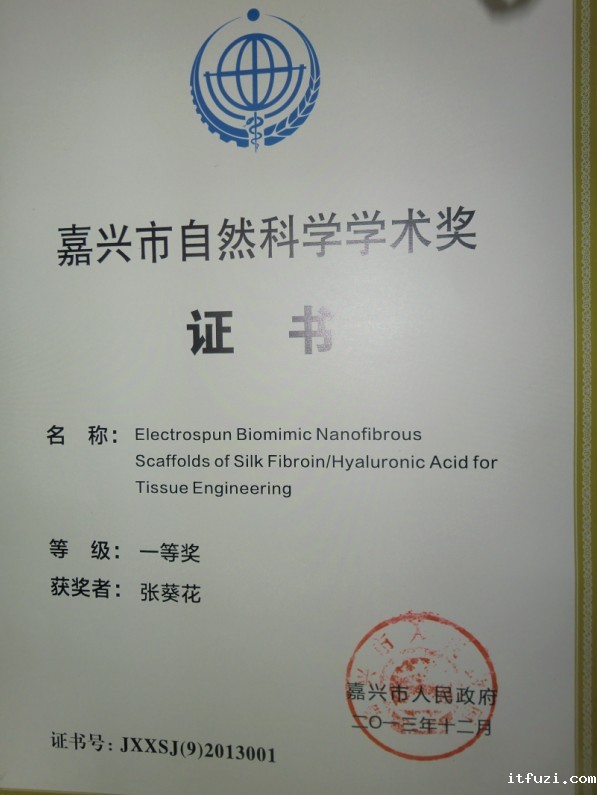 嘉兴市自然科学学术奖
证 书
名 称： Electrospun Biomimic Nanofibrous
Scaffolds of Silk Fibroin/Hyaluronic Acid for
Tissue Engineering
等 级： 一等奖
获奖者： 张葵花
嘉兴市人民政府
二〇一三年十二月
证书号：JXXSJ(9)2013001
itfuzi.com